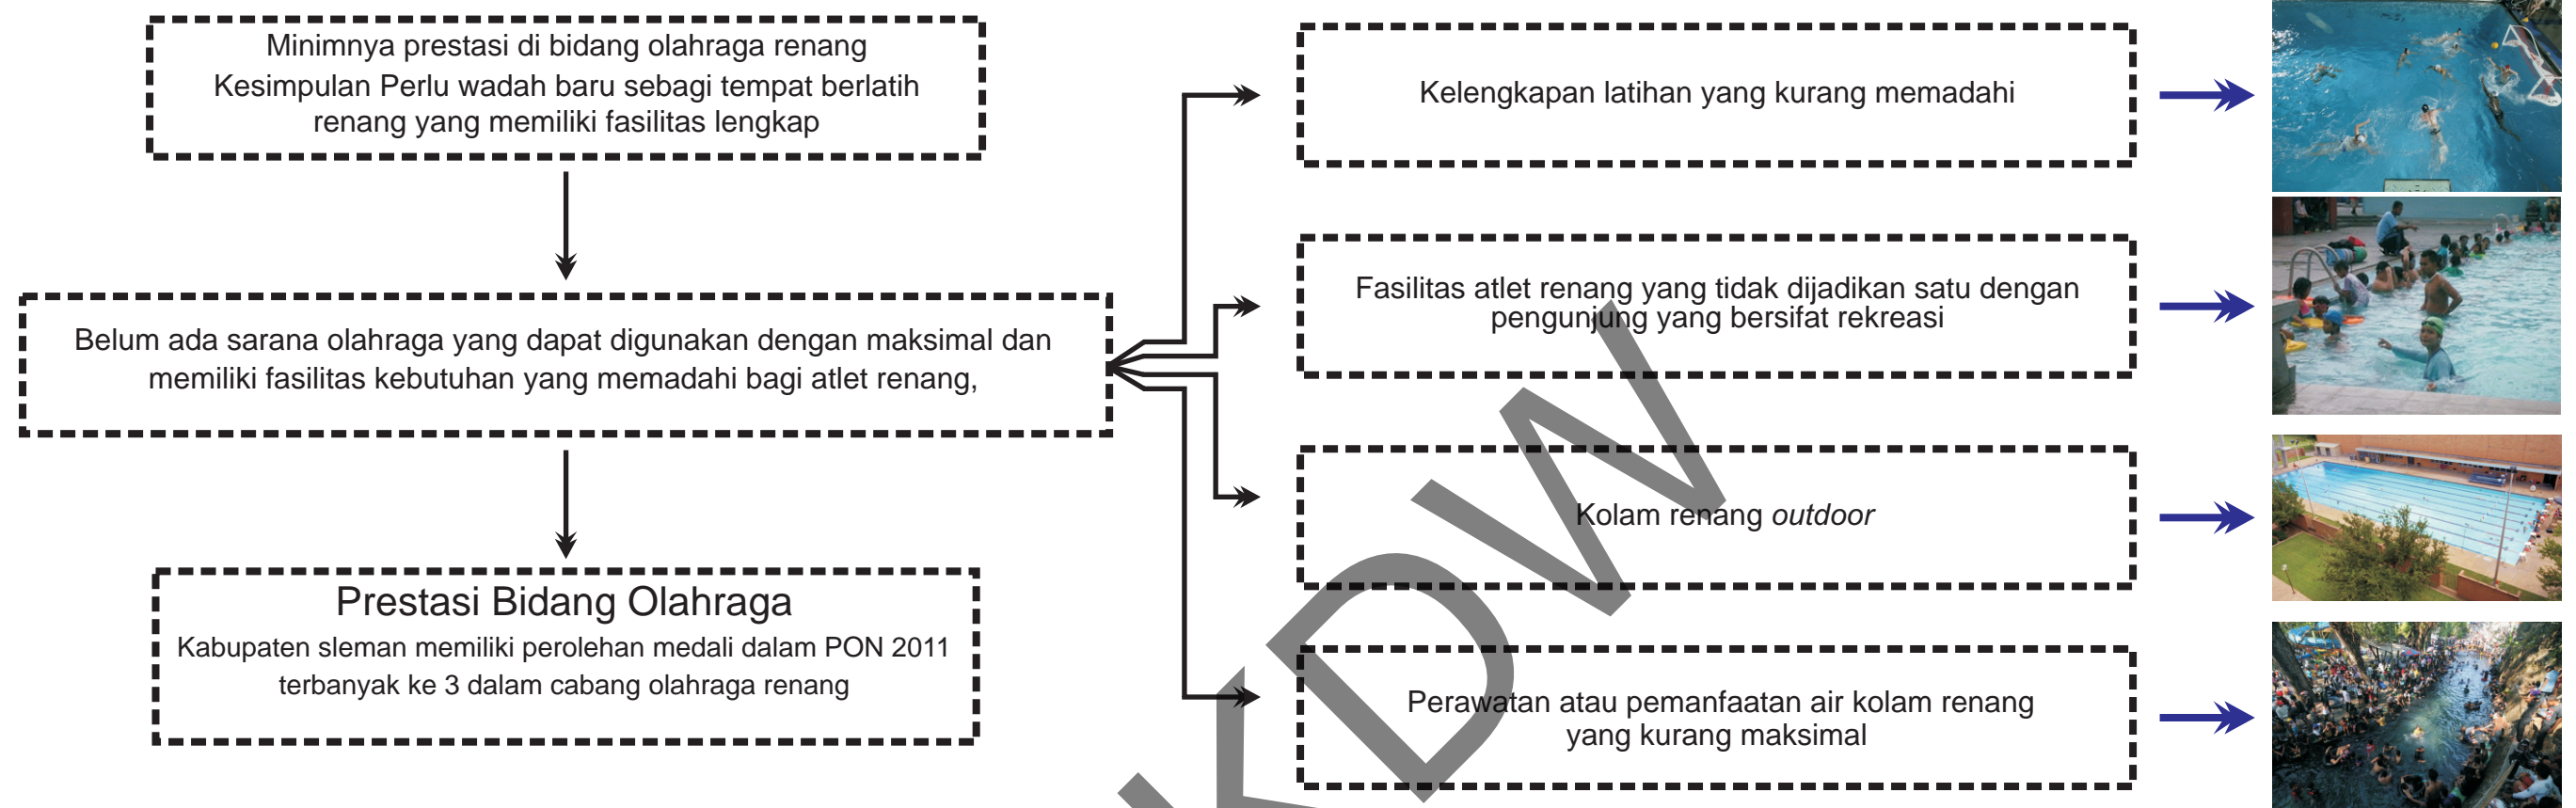 Minimnya prestasi di bidang olahraga renang
Kesimpulan Perlu wadah baru sebagi tempat berlatih
renang yang memiliki fasilitas lengkap
Belum ada sarana olahraga yang dapat digunakan dengan maksimal dan
memiliki fasilitas kebutuhan yang memadahi bagi atlet renang,
Prestasi Bidang Olahraga
Kabupaten sleman memiliki perolehan medali dalam PON 2011
terbanyak ke 3 dalam cabang olahraga renang
Kelengkapan latihan yang kurang memadahi
Fasilitas atlet renang yang tidak dijadikan satu dengan
pengunjung yang bersifat rekreasi
Kolam renang outdoor
Perawatan atau pemanfaatan air kolam renang
yang kurang maksimal
KDW